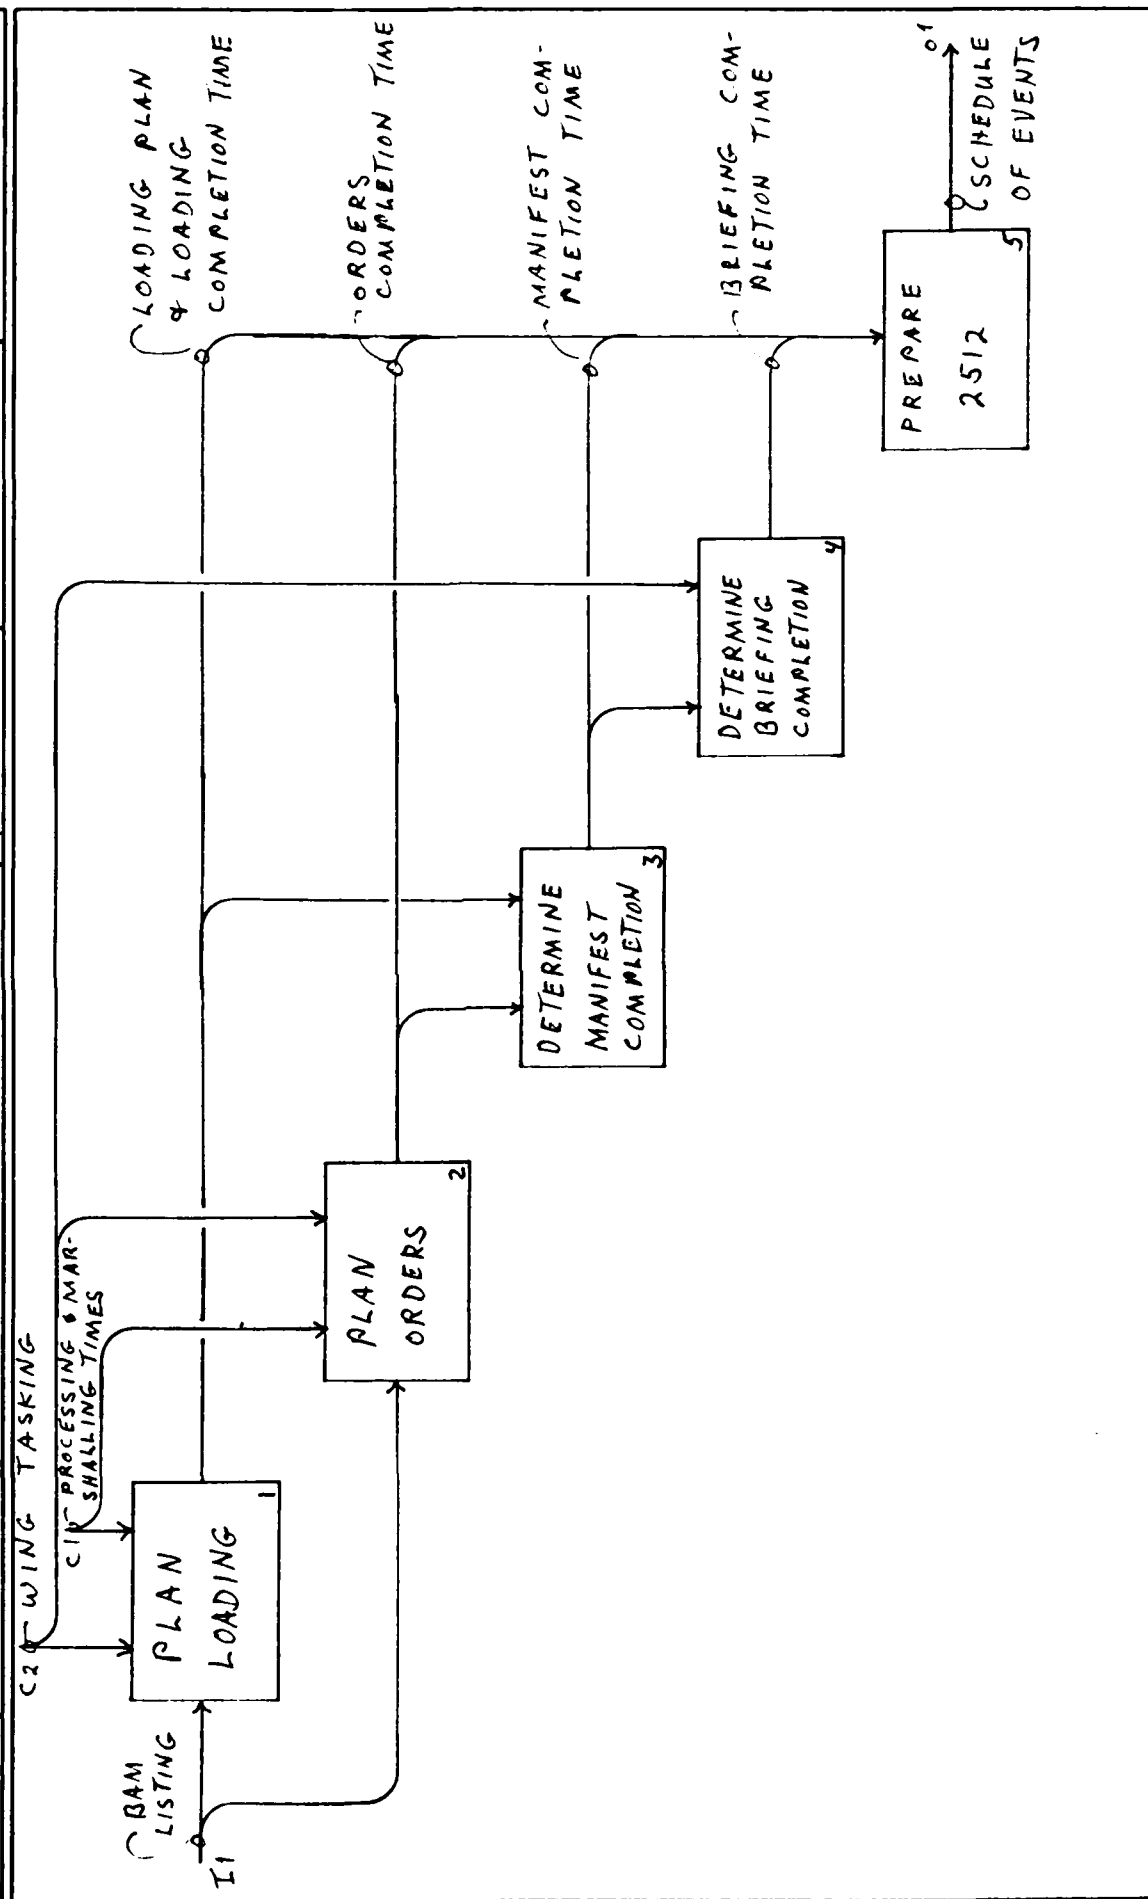 C2
WING TASKING
C1
PROCESSING & MAR-
SHALLING TIMES
BAM
LISTING
I1
PLAN
LOADING
1
PLAN
ORDERS
2
DETERMINE
MANIFEST
COMPLETION
3
DETERMINE
BRIEFING
COMPLETION
4
PREPARE
2512
5
LOADING PLAN
& LOADING
COMPLETION TIME
ORDERS
COMPLETION TIME
MANIFEST COM-
PLETION TIME
BRIEFING COM-
PLETION TIME
O1
SCHEDULE
OF EVENTS